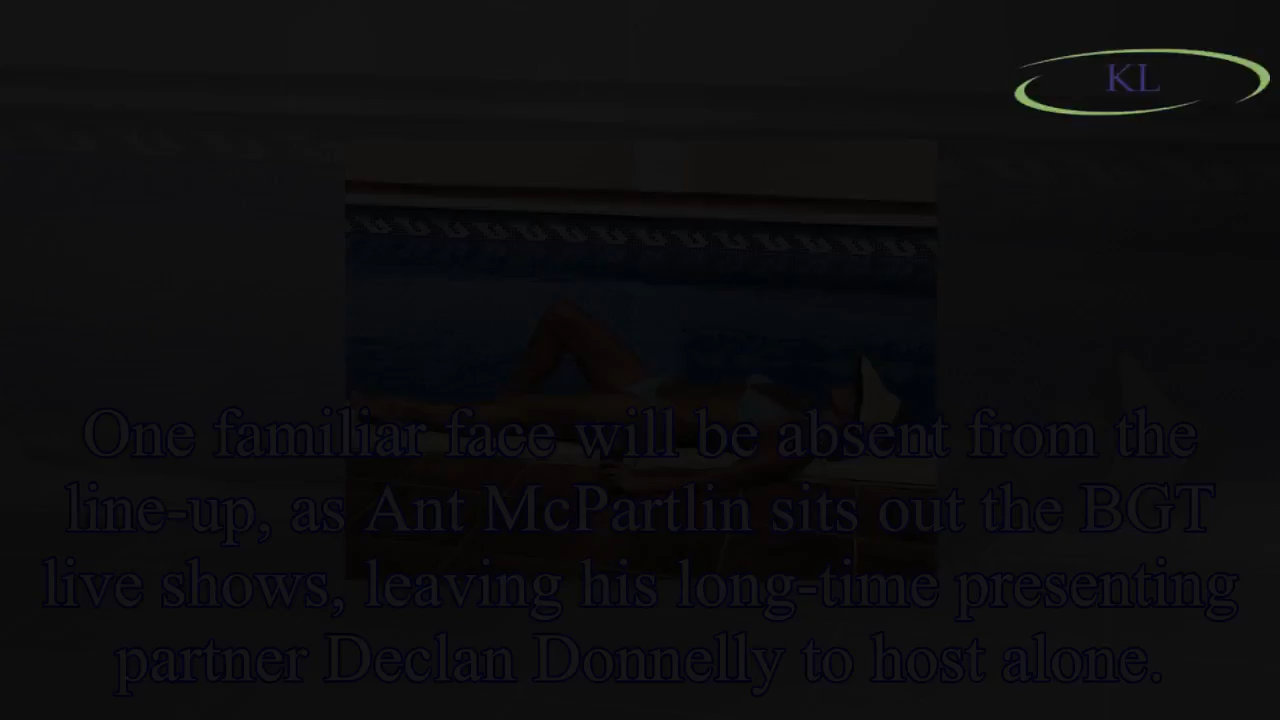 KL
One familiar face will be absent from the
line-up, as Ant McPartlin sits out the BGT
live shows, leaving his long-time presenting
partner Declan Donnelly to host alone.